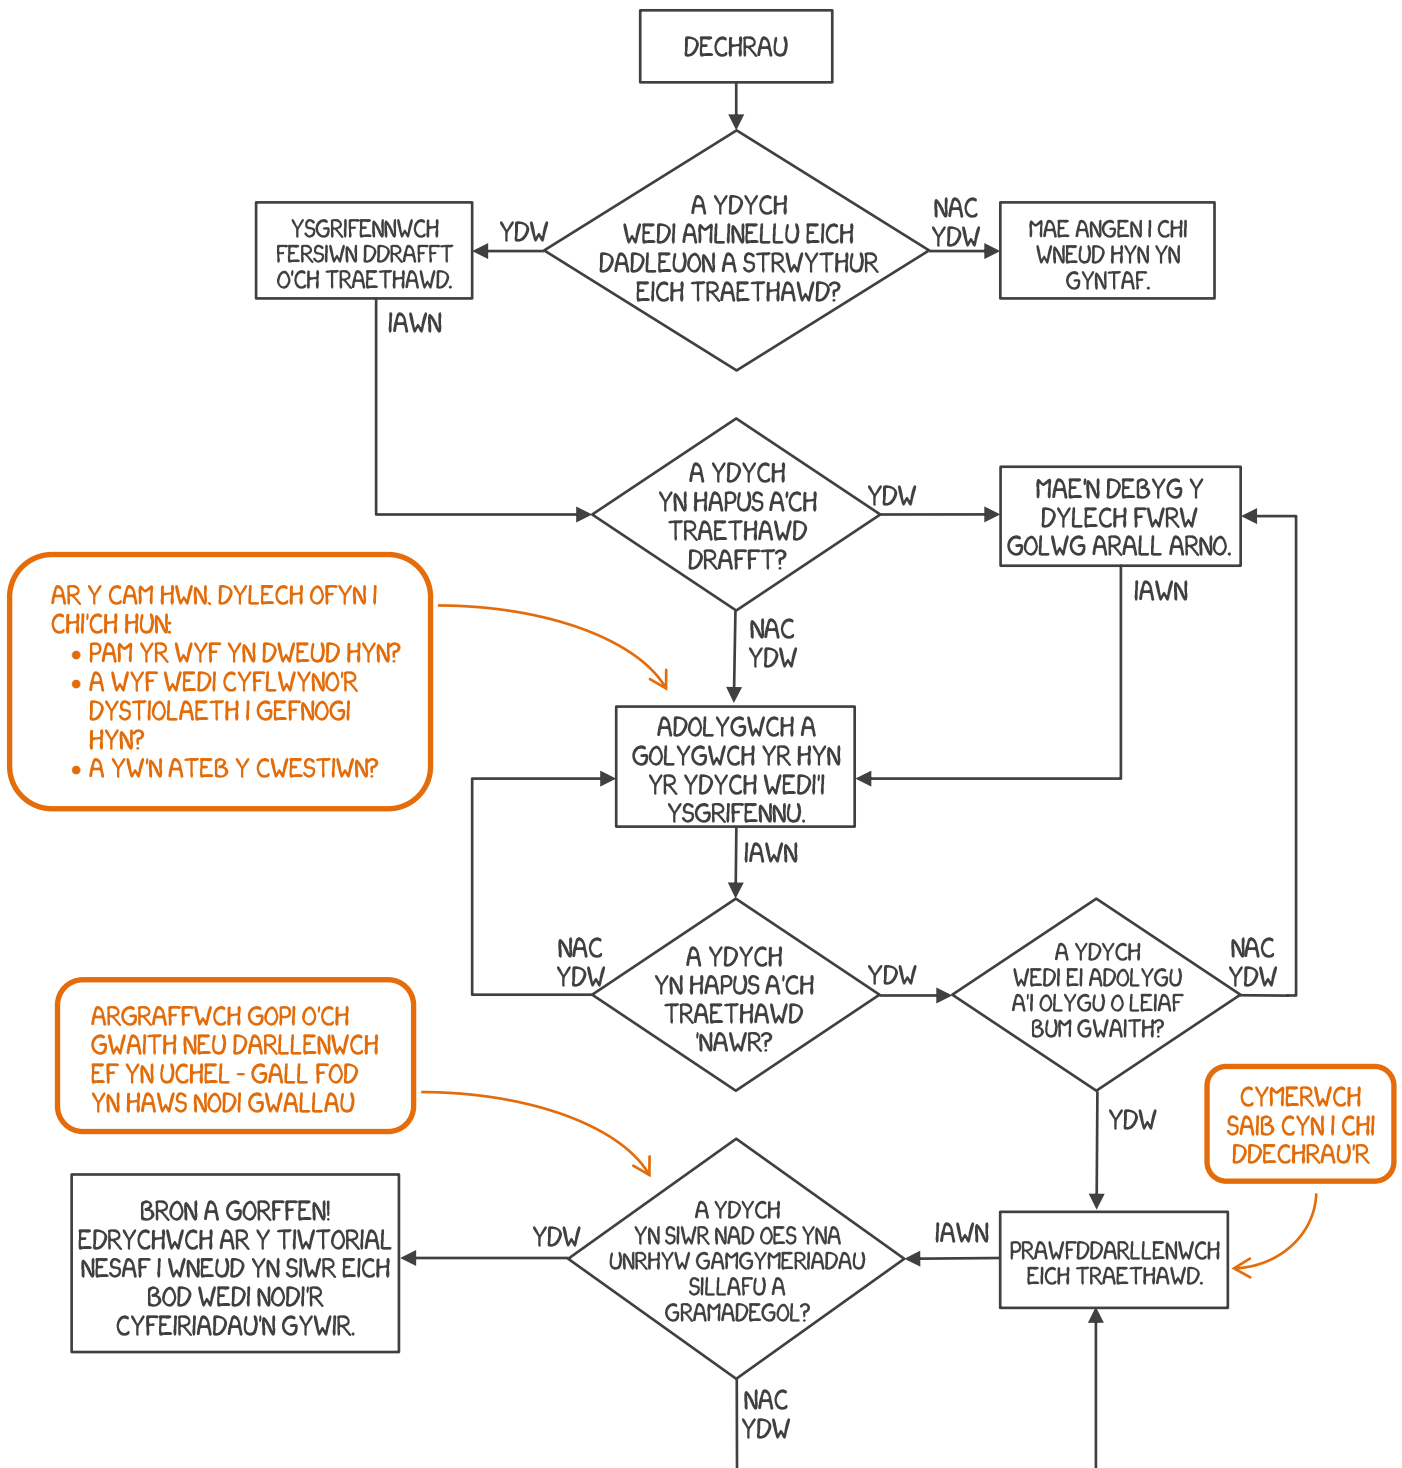 DECHRAU
A YDYCH
WEDI AMLINELLU EICH
DADLEUON A STRWYTHUR
EICH TRAETHAWD?
YDW
NAC
YDW
YSGRIFENNWCH
FERSIWN DDRAFFT
O'CH TRAETHAWD.
MAE ANGEN I CHI
WNEUD HYN YN
GYNTAF.
IAWN
A YDYCH
YN HAPUS A'CH
TRAETHAWD
DRAFFT?
YDW
MAE'N DEBYG Y
DYLECH FWRW
GOLWG ARALL ARNO.
IAWN
NAC
YDW
AR Y CAM HWN. DYLECH OFYN I
CHI'CH HUN:
• PAM YR WYF YN DWEUD HYN?
• A WYF WEDI CYFLWYNO'R
DYSTIOLAETH I GEFNOGI
HYN?
• A YW'N ATEB Y CWESTIWN?
ADOLYGWCH A
GOLYGWCH YR HYN
YR YDYCH WEDI'I
YSGRIFENNU.
IAWN
NAC
YDW
A YDYCH
YN HAPUS A'CH
TRAETHAWD
'NAWR?
YDW
A YDYCH
WEDI EI ADOLYGU
A'I OLYGU O LEIAF
BUM GWAITH?
NAC
YDW
YDW
ARGRAFFWCH GOPI O'CH
GWAITH NEU DARLLENWCH
EF YN UCHEL - GALL FOD
YN HAWS NODI GWALLAU
CYMERWCH
SAIB CYN I CHI
DDECHRAU'R
BRON A GORFFEN!
EDRYCHWCH AR Y TIWTORIAL
NESAF I WNEUD YN SIWR EICH
BOD WEDI NODI'R
CYFEIRIADAU'N GYWIR.
YDW
A YDYCH
YN SIWR NAD OES YNA
UNRHYW GAMGYMERIADAU
SILLAFU A
GRAMADEGOL?
IAWN
PRAWFDDARLLENWCH
EICH TRAETHAWD.
NAC
YDW